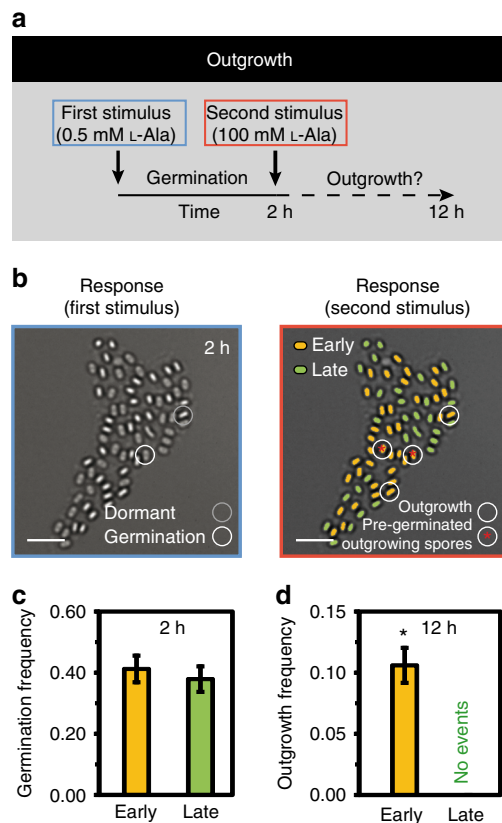 a
Outgrowth
First stimulus
(0.5 mM L-Ala)
Second stimulus
(100 mM L-Ala)
Germination
Outgrowth?
Time
2 h
12 h
b
Response
(first stimulus)
2 h
Dormant
Germination
Response
(second stimulus)
Early
Late
Outgrowth
Pre-germinated
outgrowing spores
*
c
Germination frequency
0.60
0.40
0.20
0.00
2 h
Early
Late
d
Outgrowth frequency
0.15
0.10
0.05
0.00
12 h
*
No events
Early
Late